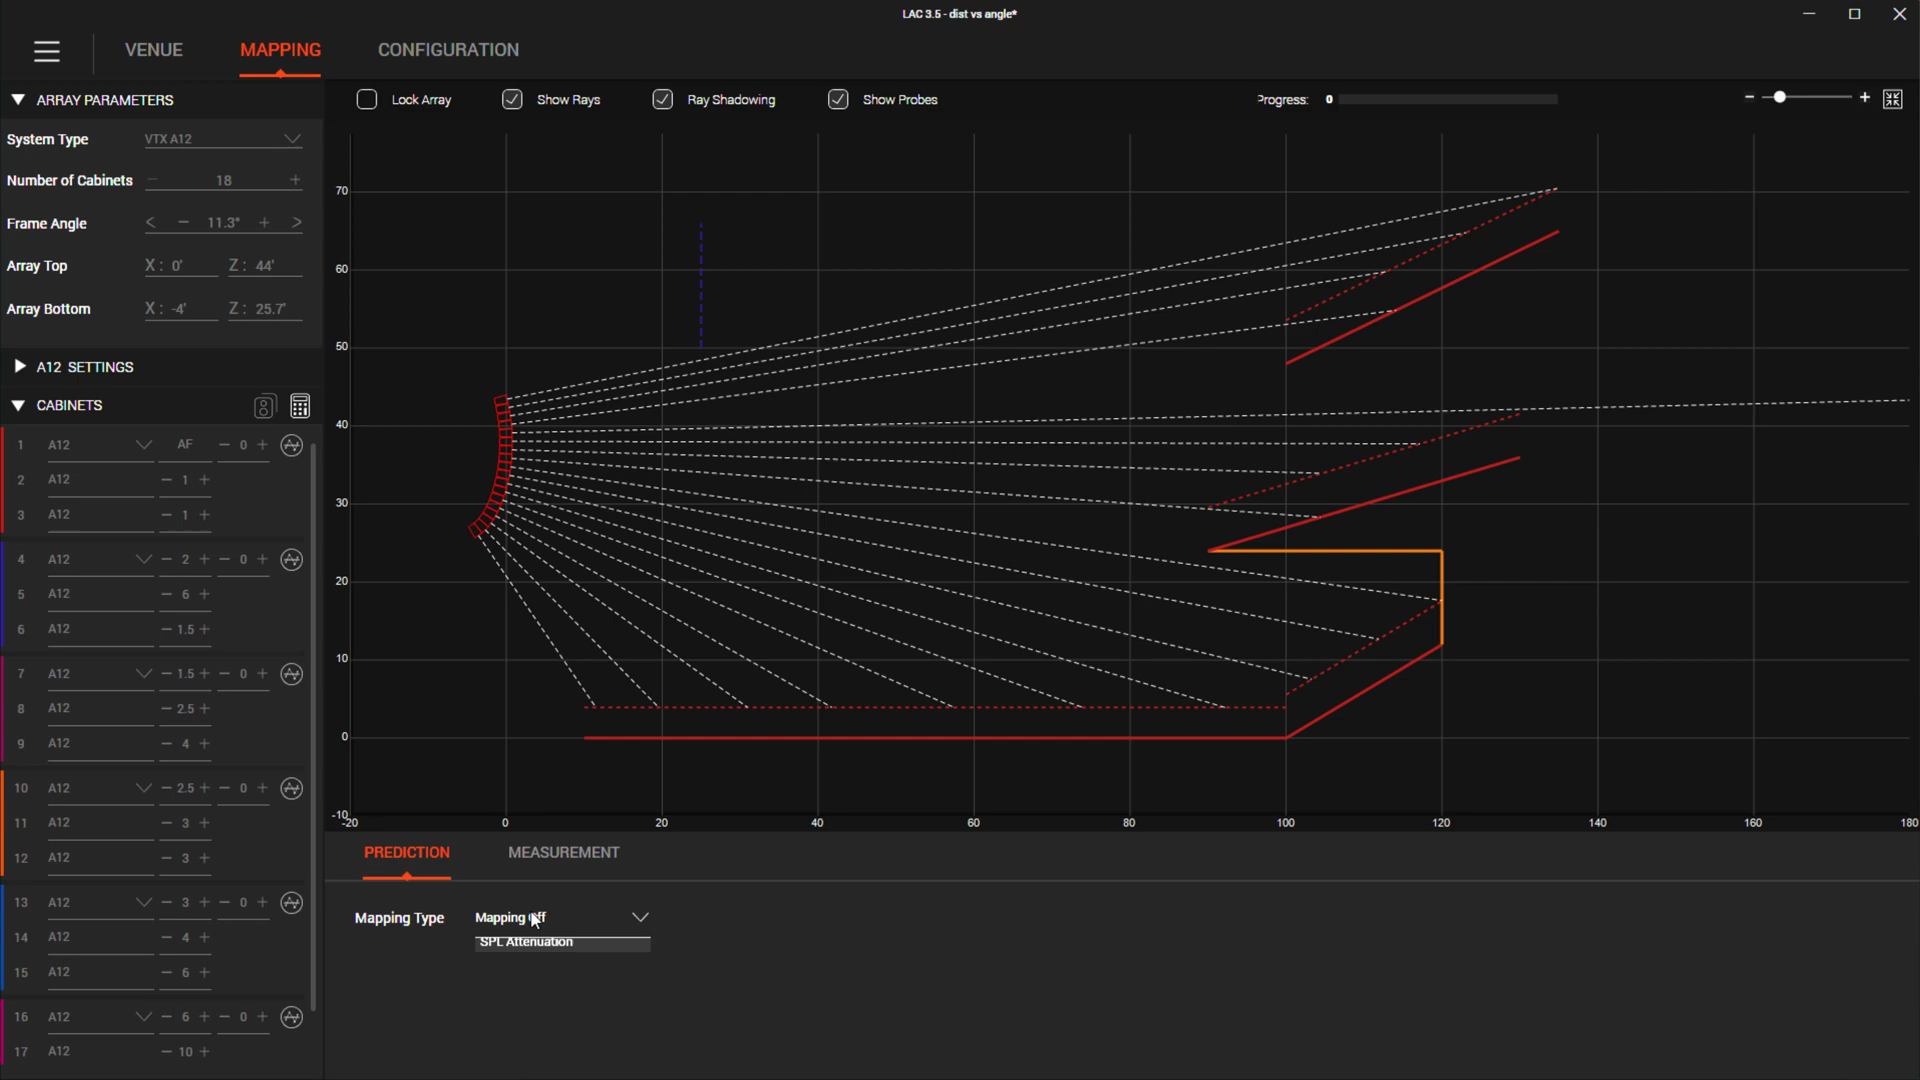 LAC 3.5 - dist vs angle*
VENUE MAPPING CONFIGURATION
ARRAY PARAMETERS
Lock Array Show Rays Ray Shadowing Show Probes Progress: 0 - +
System Type VTX A12
Number of Cabinets - 18 +
Frame Angle < - 11.3° + >
Array Top X: 0' Z: 44'
Array Bottom X: -4' Z: 25.7'
A12 SETTINGS
CABINETS
1 A12 AF - 0 +
2 A12 - 1 +
3 A12 - 1 +
4 A12 - 2 + - 0 +
5 A12 - 6 +
6 A12 - 1.5 +
7 A12 - 1.5 + - 0 +
8 A12 - 2.5 +
9 A12 - 4 +
10 A12 - 2.5 + - 0 +
11 A12 - 3 +
12 A12 - 3 +
13 A12 - 3 + - 0 +
14 A12 - 4 +
15 A12 - 6 +
16 A12 - 6 + - 0 +
17 A12 - 10 +
70
60
50
40
30
20
10
0
-10
-20 0 20 40 60 80 100 120 140 160 180
PREDICTION MEASUREMENT
Mapping Type Mapping Off
SPL Attenuation